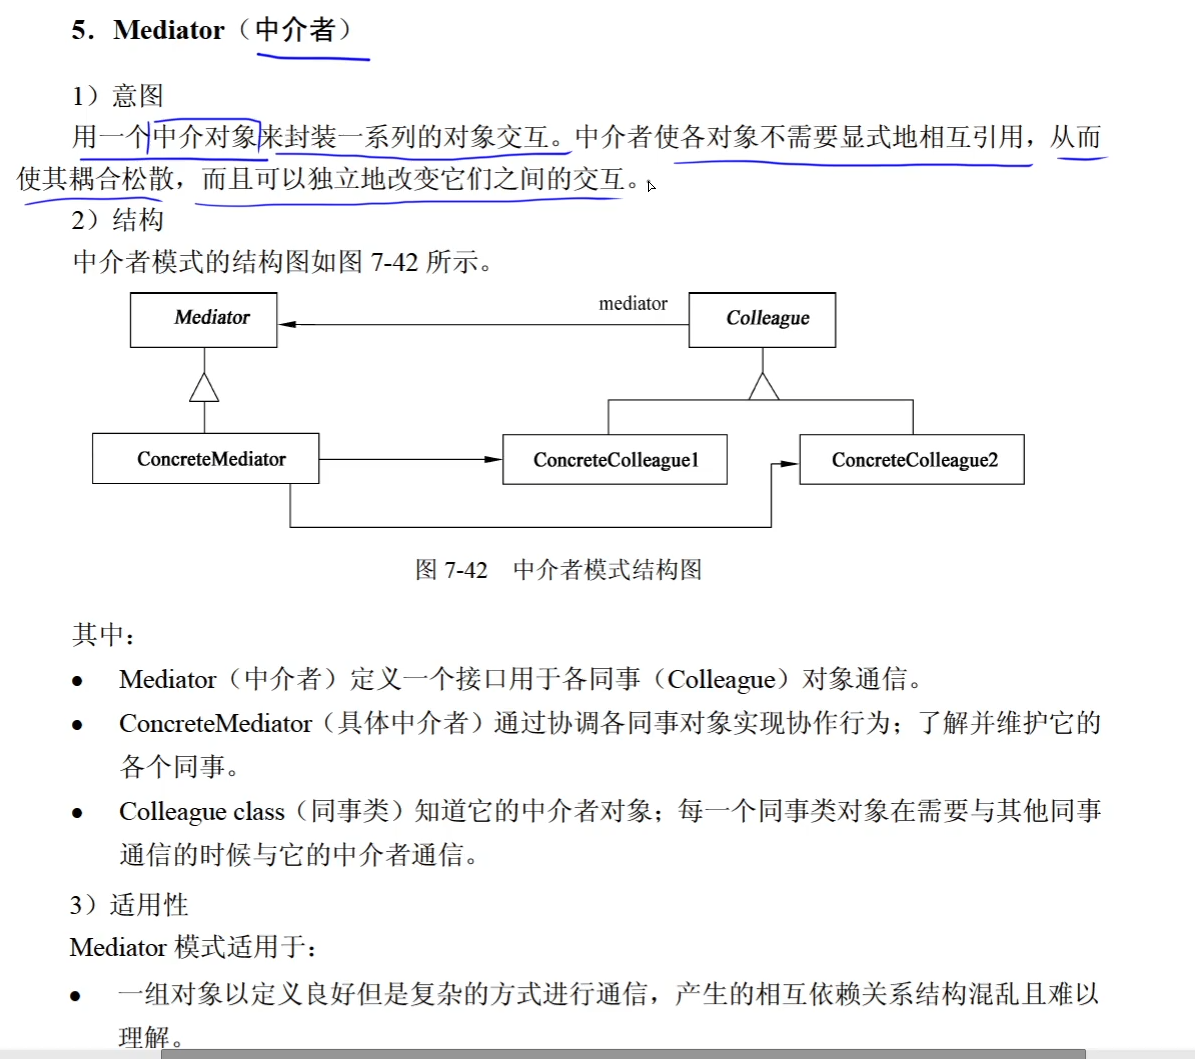 5. Mediator（中介者）
1）意图
用一个中介对象来封装一系列的对象交互。中介者使各对象不需要显式地相互引用，从而
使其耦合松散，而且可以独立地改变它们之间的交互。
2）结构
中介者模式的结构图如图 7-42 所示。
mediator
Mediator
Colleague
ConcreteMediator
ConcreteColleague1
ConcreteColleague2
图 7-42 中介者模式结构图
其中：
● Mediator（中介者）定义一个接口用于各同事（Colleague）对象通信。
● ConcreteMediator（具体中介者）通过协调各同事对象实现协作行为；了解并维护它的
各个同事。
● Colleague class（同事类）知道它的中介者对象；每一个同事类对象在需要与其他同事
通信的时候与它的中介者通信。
3）适用性
Mediator 模式适用于：
● 一组对象以定义良好但是复杂的方式进行通信，产生的相互依赖关系结构混乱且难以
理解。